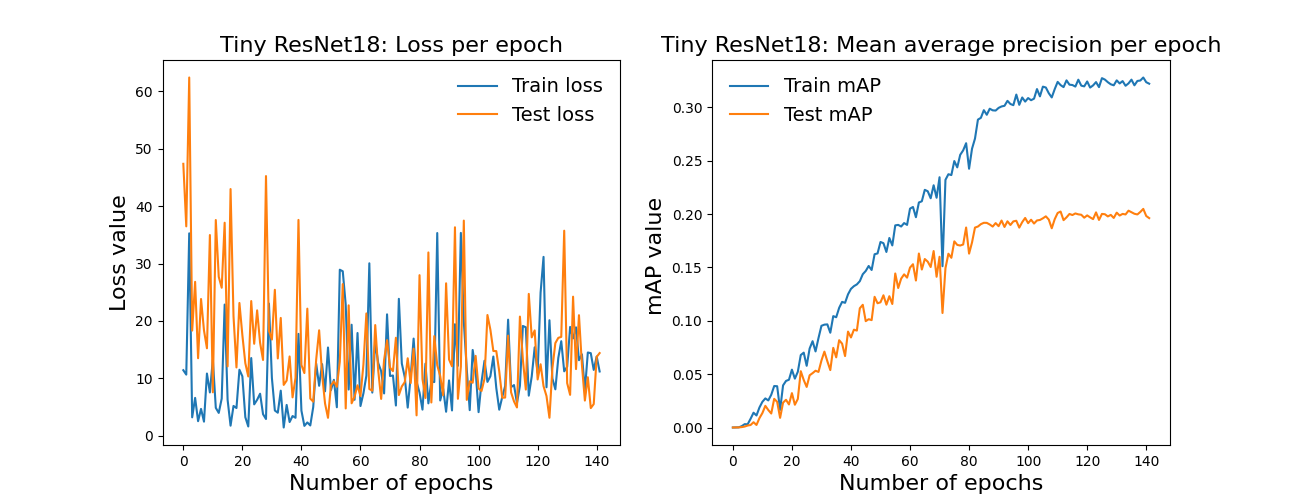 Tiny ResNet18: Loss per epoch
Train loss
Test loss
60
50
40
30
20
10
0
Loss value
0 20 40 60 80 100 120 140
Number of epochs
Tiny ResNet18: Mean average precision per epoch
Train mAP
Test mAP
0.30
0.25
0.20
0.15
0.10
0.05
0.00
mAP value
0 20 40 60 80 100 120 140
Number of epochs